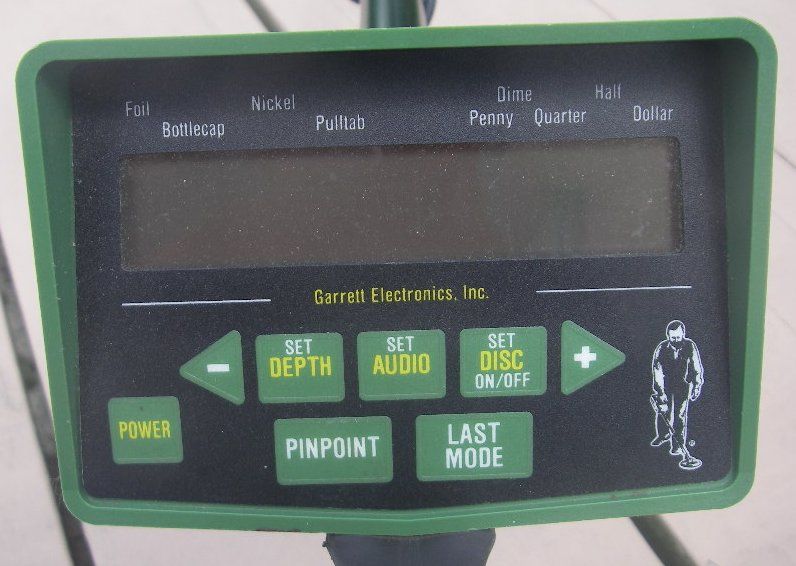 Foil Nickel Dime Half
Bottlecap Pulltab Penny Quarter Dollar
Garrett Electronics, Inc.
- SET DEPTH SET AUDIO SET DISC ON/OFF +
POWER
PINPOINT LAST MODE